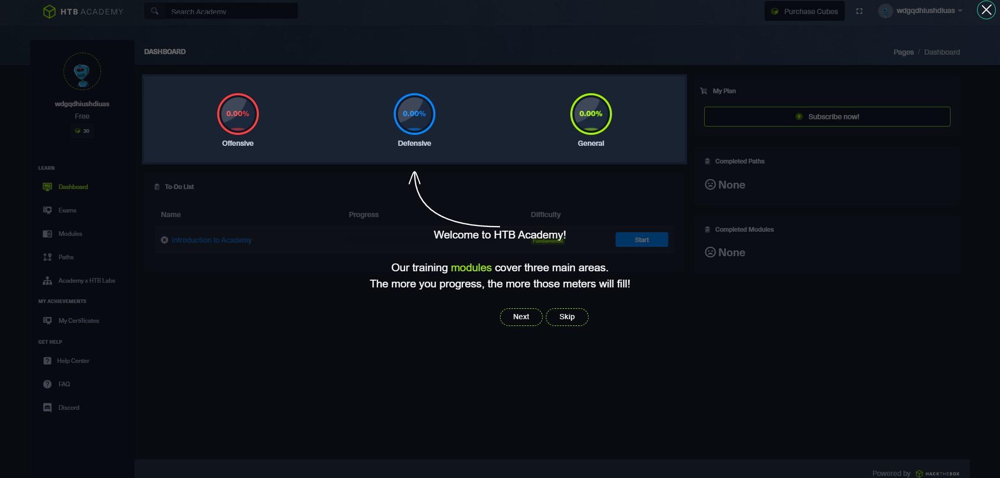 HTB ACADEMY
Search Academy
Purchase Cubes
wdgqdhiushdiuas
DASHBOARD
Pages / Dashboard
wdgqdhiushdiuas
Free
30
LEARN
Dashboard
Exams
Modules
Paths
Academy x HTB Labs
MY ACHIEVEMENTS
My Certificates
GET HELP
Help Center
FAQ
Discord
0.00%
Offensive
0.00%
Defensive
0.00%
General
To-Do List
Name Progress Difficulty
Introduction to Academy Fundamental Start
Welcome to HTB Academy!
Our training modules cover three main areas.
The more you progress, the more those meters will fill!
Next Skip
My Plan
Subscribe now!
Completed Paths
None
Completed Modules
None
Powered by HACKTHEBOX